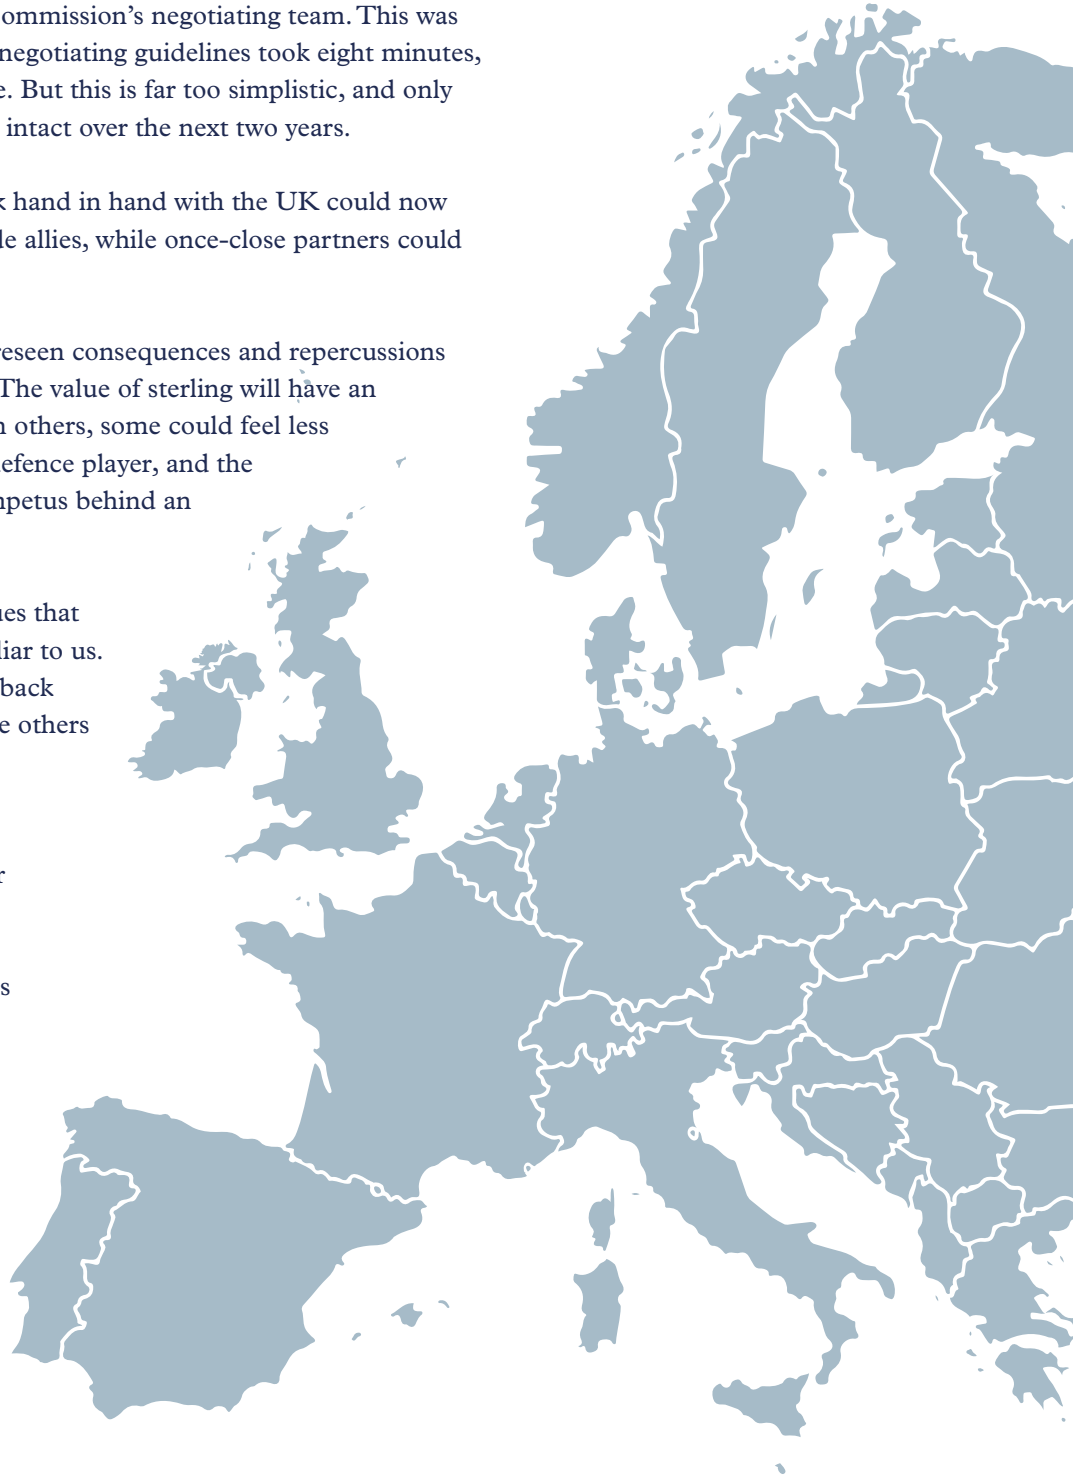 ommission’s negotiating team. This was
negotiating guidelines took eight minutes,
e. But this is far too simplistic, and only
intact over the next two years.
k hand in hand with the UK could now
le allies, while once-close partners could
reseen consequences and repercussions
The value of sterling will have an
n others, some could feel less
efence player, and the
mpetus behind an
ues that
liar to us.
back
e others
r
s